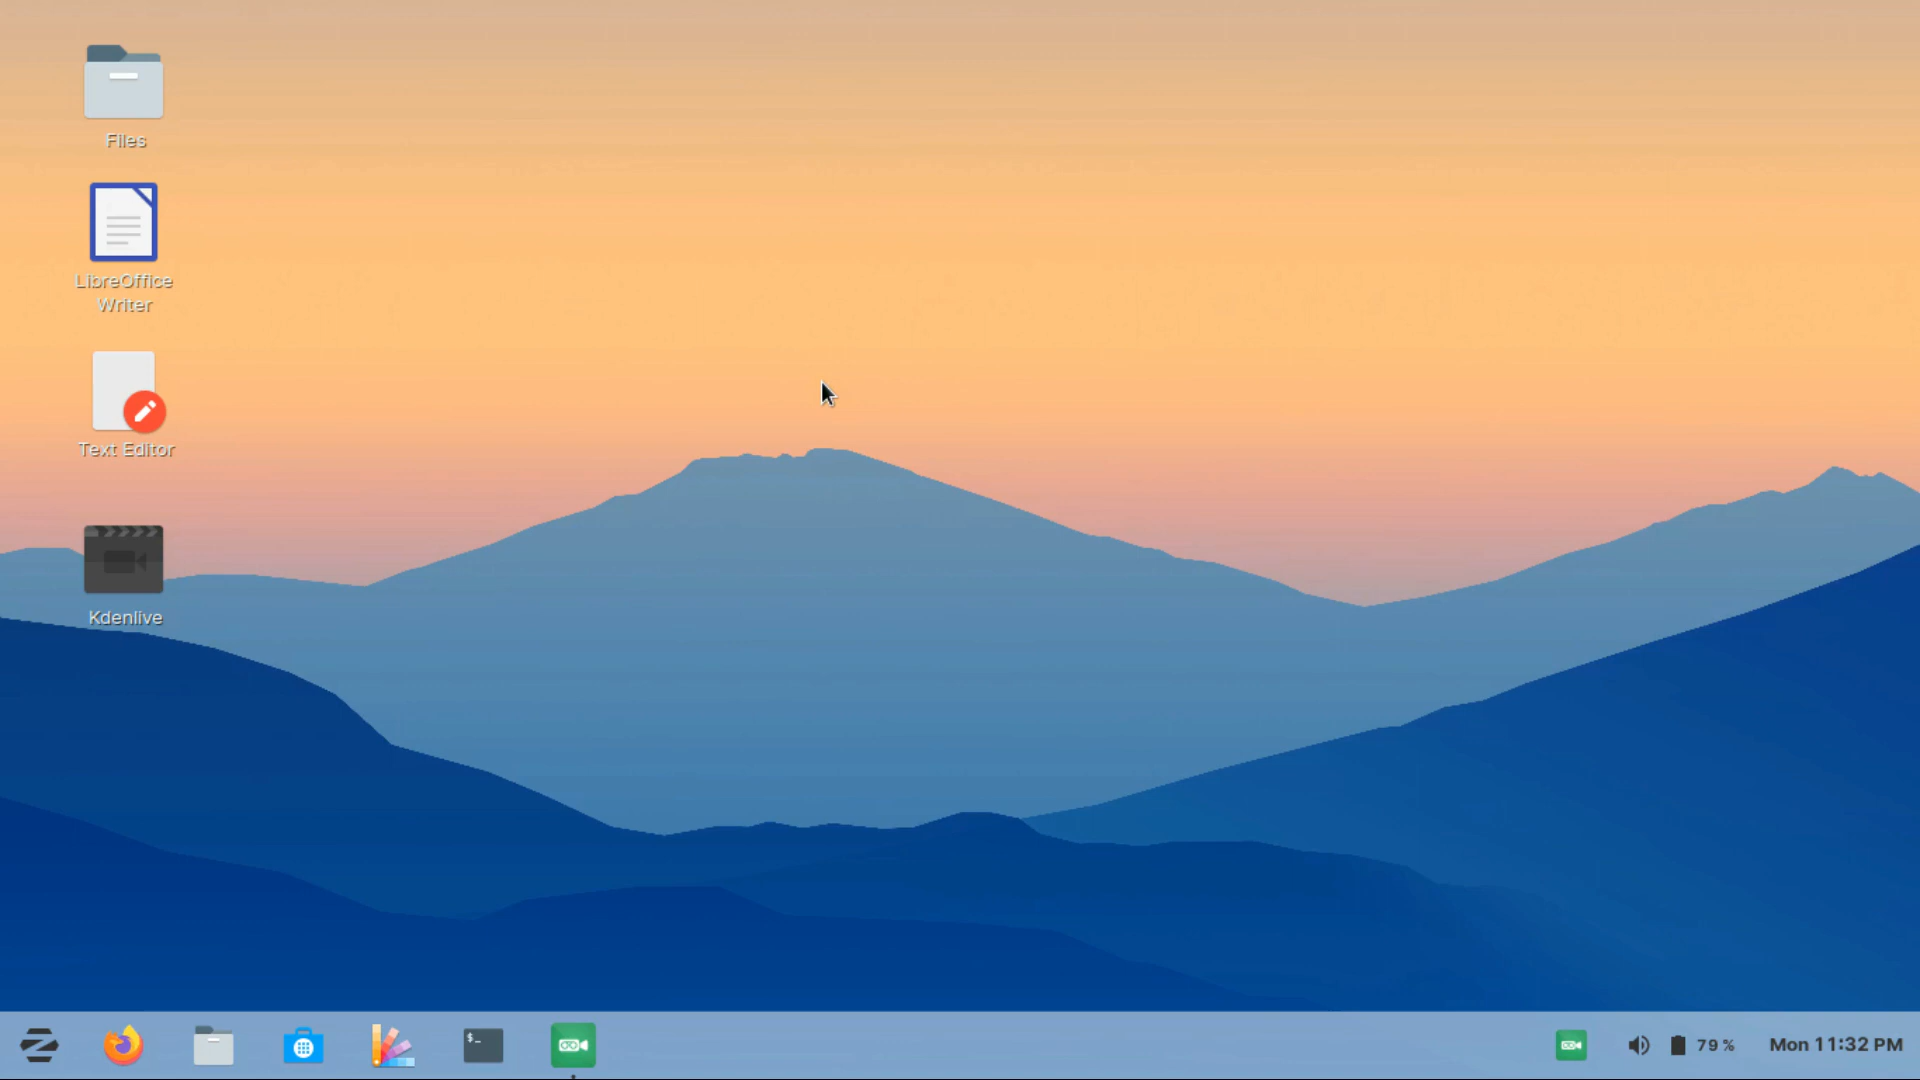 Files
LibreOffice
Writer
Text Editor
Kdenlive
$_
79 %
Mon 11:32 PM